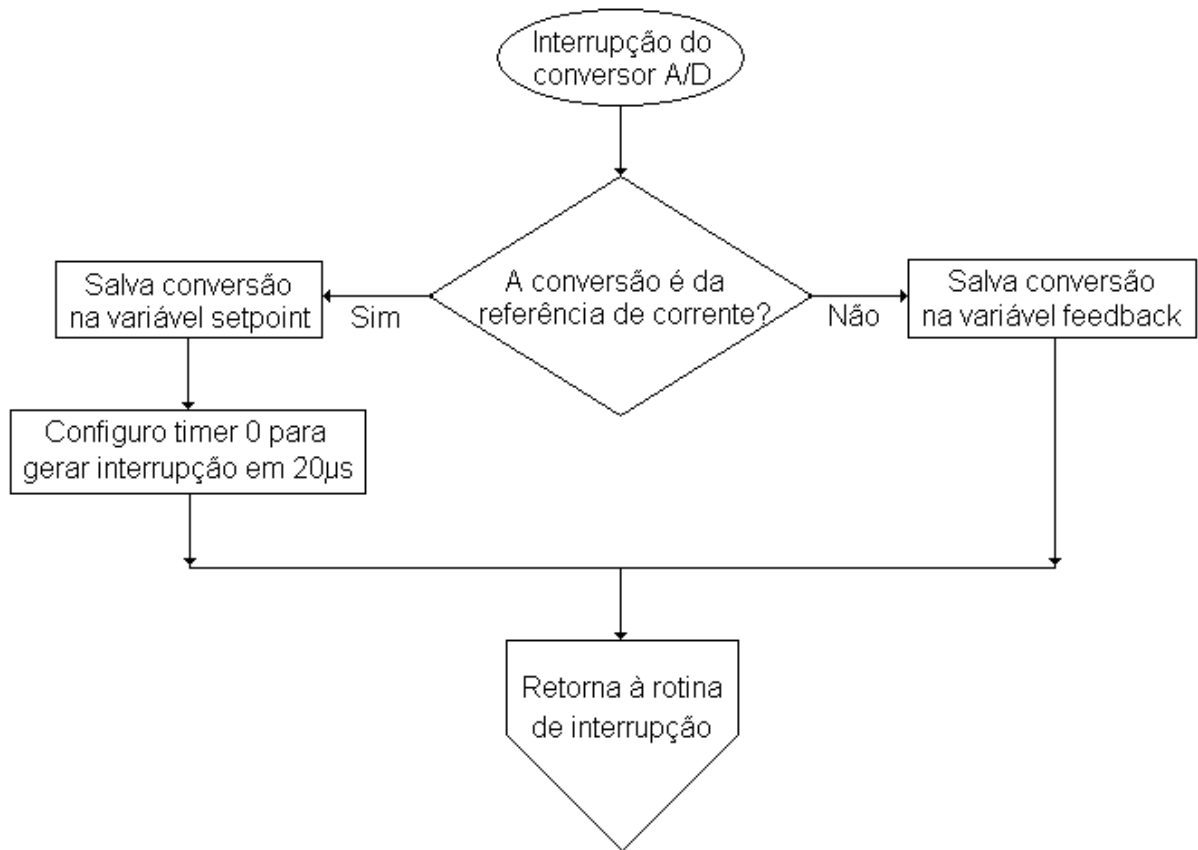 Interrupção do
conversor A/D
A conversão é da
referência de corrente?
Sim
Não
Salva conversão
na variável setpoint
Salva conversão
na variável feedback
Configuro timer 0 para
gerar interrupção em 20µs
Retorna à rotina
de interrupção